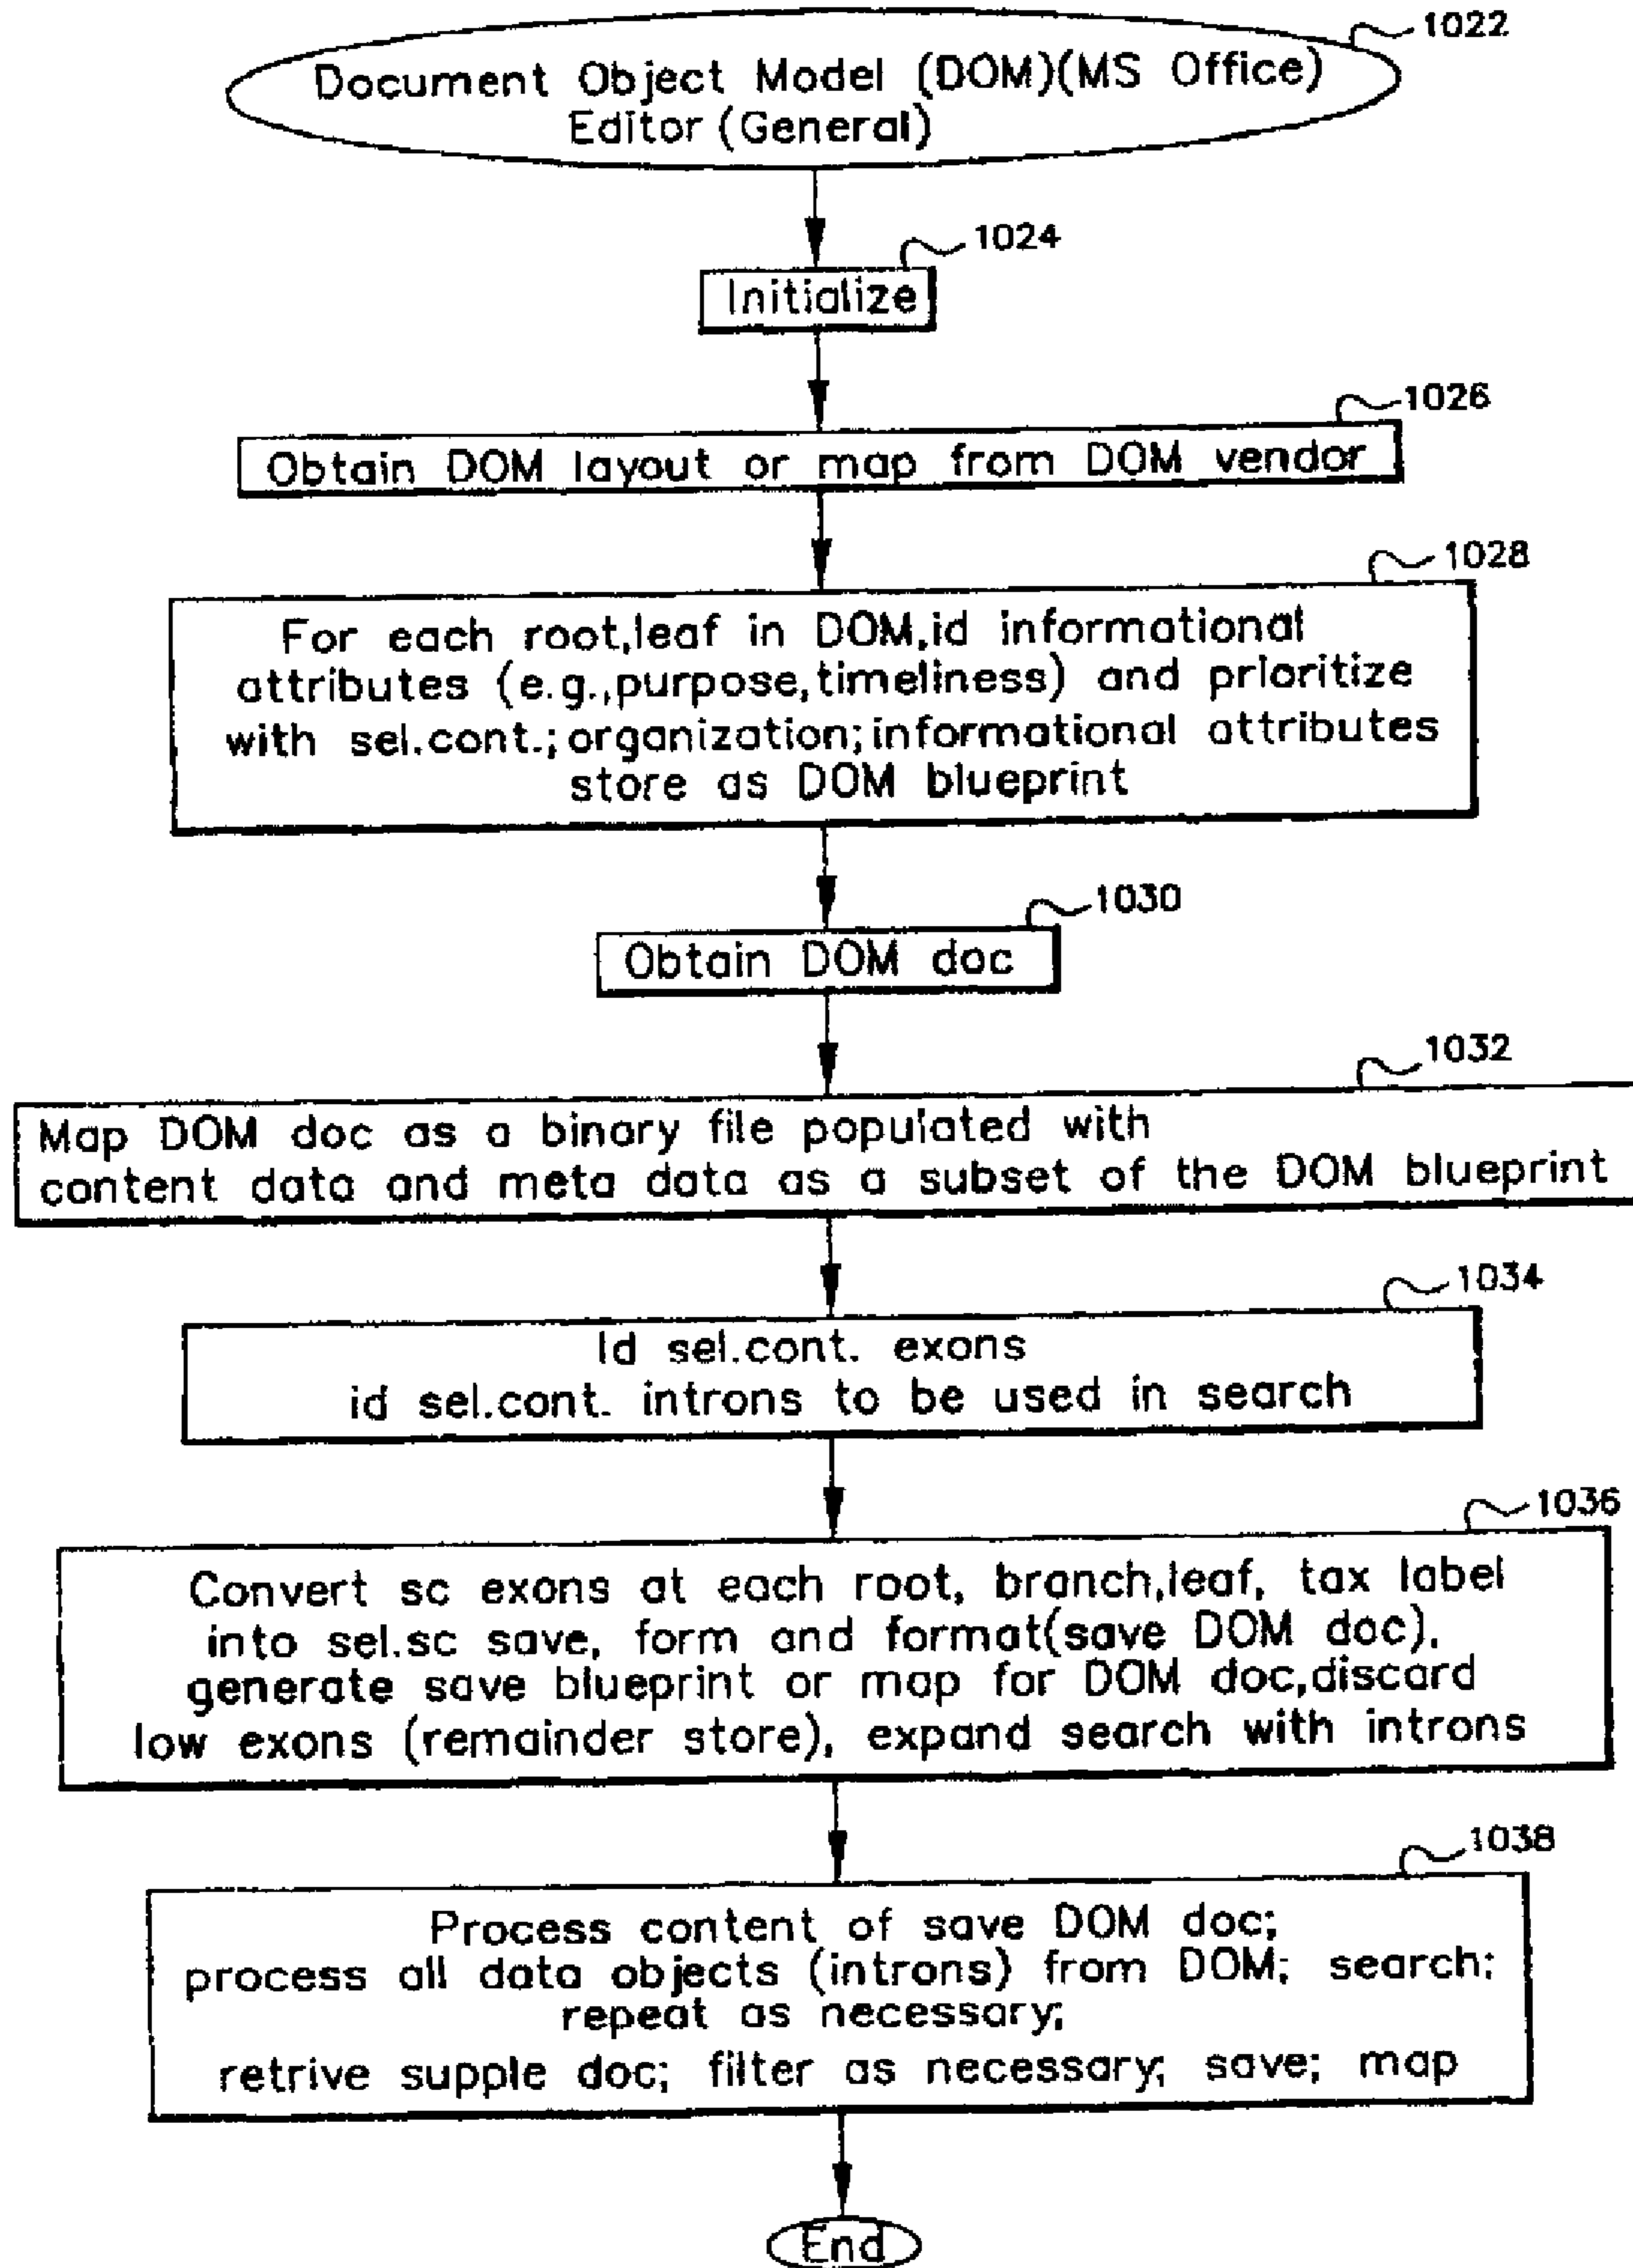 1022
Document Object Model (DOM)(MS Office)
Editor (General)
1024
Initialize
1026
Obtain DOM layout or map from DOM vendor
1028
For each root,leaf in DOM,id informational
attributes (e.g.,purpose,timeliness) and prioritize
with sel.cont.;organization;informational attributes
store as DOM blueprint
1030
Obtain DOM doc
1032
Map DOM doc as a binary file populated with
content data and meta data as a subset of the DOM blueprint
1034
Id sel.cont. exons
id sel.cont. introns to be used in search
1036
Convert sc exons at each root, branch,leaf, tax label
into sel.sc save, form and format(save DOM doc).
generate save blueprint or map for DOM doc,discard
low exons (remainder store), expand search with introns
1038
Process content of save DOM doc;
process all data objects (introns) from DOM; search;
repeat as necessary;
retrive supple doc; filter as necessary; save; map
End